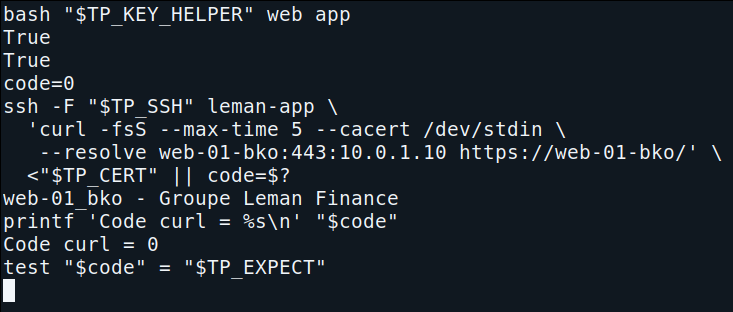 bash "$TP_KEY_HELPER" web app
True
True
code=0
ssh -F "$TP_SSH" leman-app \
  'curl -fsS --max-time 5 --cacert /dev/stdin \
   --resolve web-01-bko:443:10.0.1.10 https://web-01-bko/' \
  <"$TP_CERT" || code=$?
web-01_bko - Groupe Leman Finance
printf 'Code curl = %s\n' "$code"
Code curl = 0
test "$code" = "$TP_EXPECT"